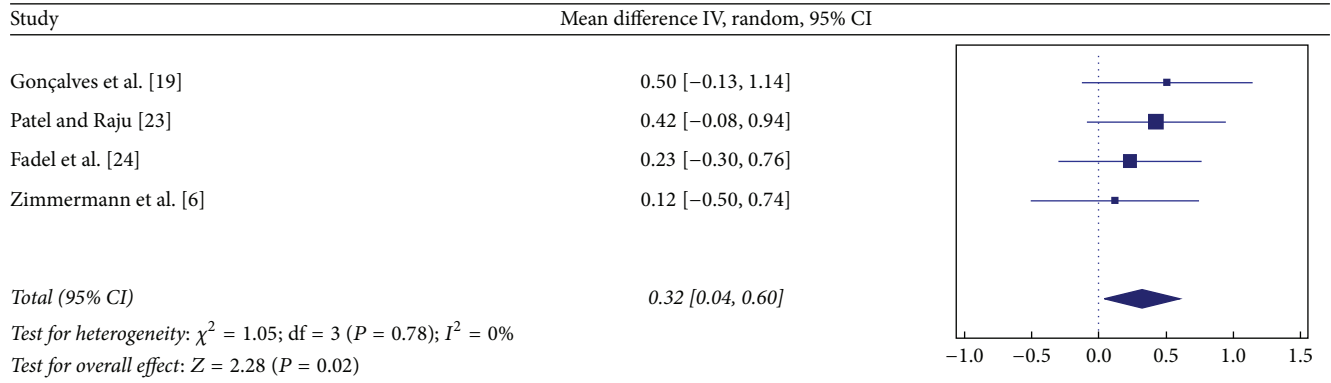 Study Mean difference IV, random, 95% CI
Gonçalves et al. [19] 0.50 [−0.13, 1.14]
Patel and Raju [23] 0.42 [−0.08, 0.94]
Fadel et al. [24] 0.23 [−0.30, 0.76]
Zimmermann et al. [6] 0.12 [−0.50, 0.74]
Total (95% CI) 0.32 [0.04, 0.60]
Test for heterogeneity: χ² = 1.05; df = 3 (P = 0.78); I² = 0%
Test for overall effect: Z = 2.28 (P = 0.02)
−1.0 −0.5 0.0 0.5 1.0 1.5